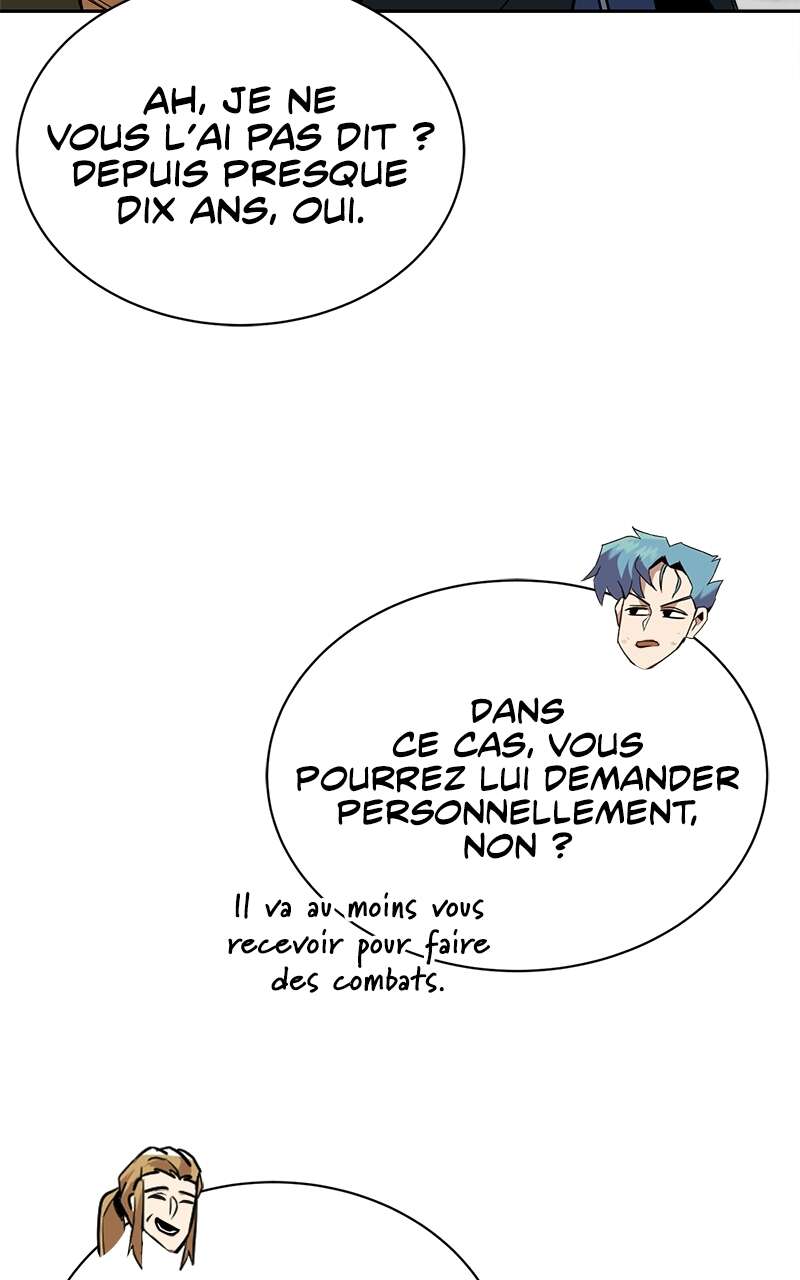 AH, JE NE
VOUS L'AI PAS DIT ?
DEPUIS PRESQUE
DIX ANS, OUI.
DANS
CE CAS, VOUS
POURREZ LUI DEMANDER
PERSONNELLEMENT,
NON ?
Il va au moins vous
recevoir pour faire
des combats.